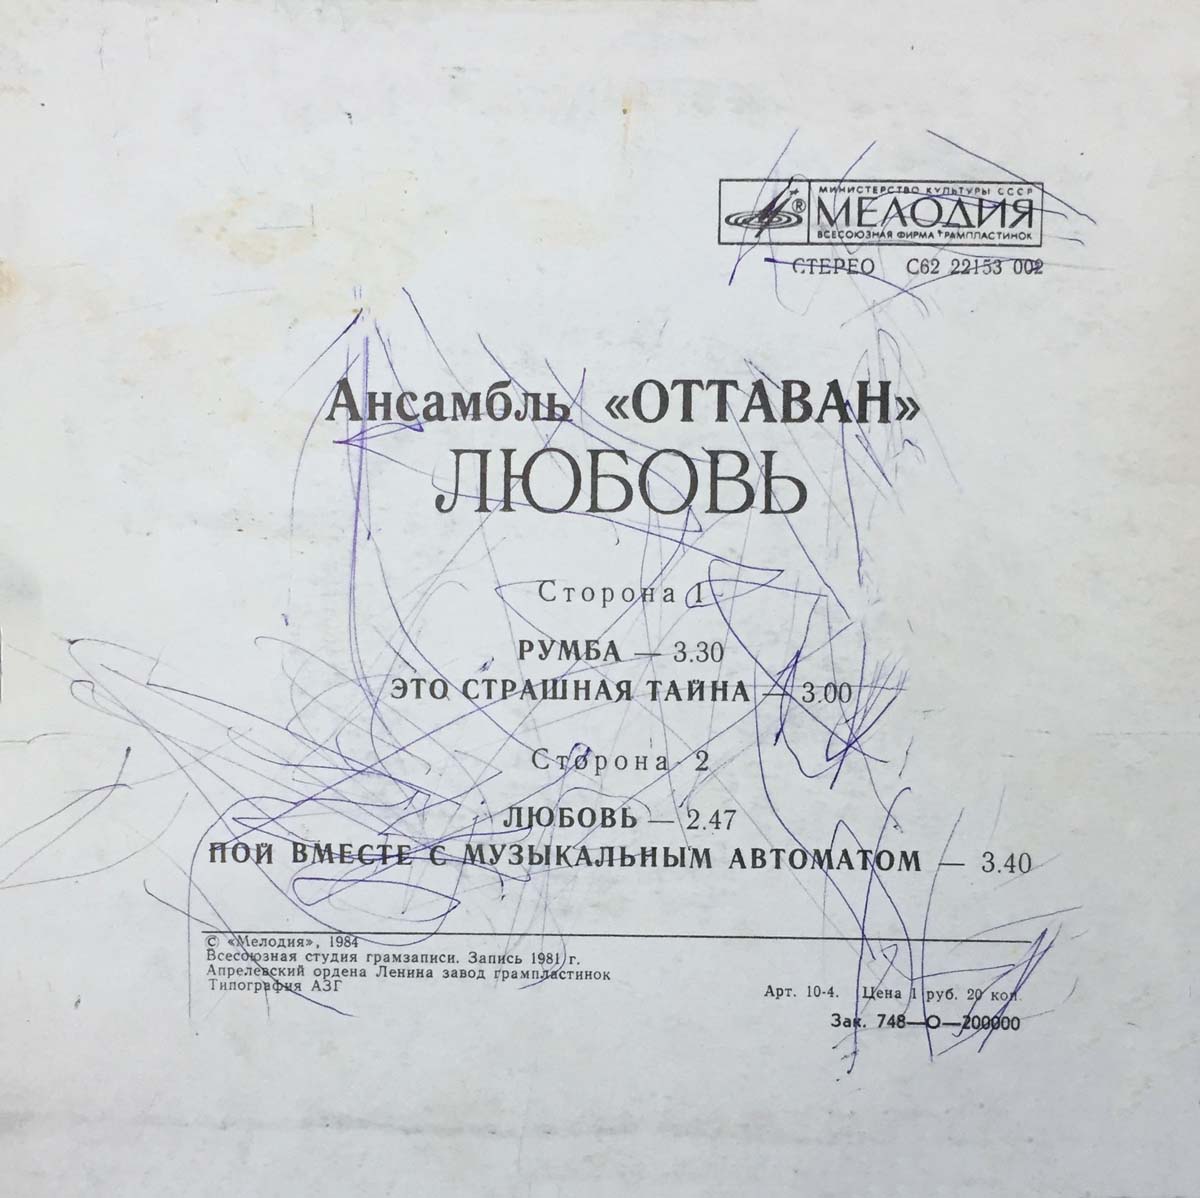 МИНИСТЕРСТВО КУЛЬТУРЫ СССР
® МЕЛОДИЯ
ВСЕСОЮЗНАЯ ФИРМА ГРАМПЛАСТИНОК
СТЕРЕО С62 22153 002
Ансамбль «ОТТАВАН»
ЛЮБОВЬ
Сторона 1
РУМБА — 3.30
ЭТО СТРАШНАЯ ТАЙНА — 3.00
Сторона 2
ЛЮБОВЬ — 2.47
ПОЙ ВМЕСТЕ С МУЗЫКАЛЬНЫМ АВТОМАТОМ — 3.40
© «Мелодия», 1984
Всесоюзная студия грамзаписи. Запись 1981 г.
Апрелевский ордена Ленина завод грампластинок
Типография АЗГ
Арт. 10-4. Цена 1 руб. 20 коп.
Зак. 748—О—200000